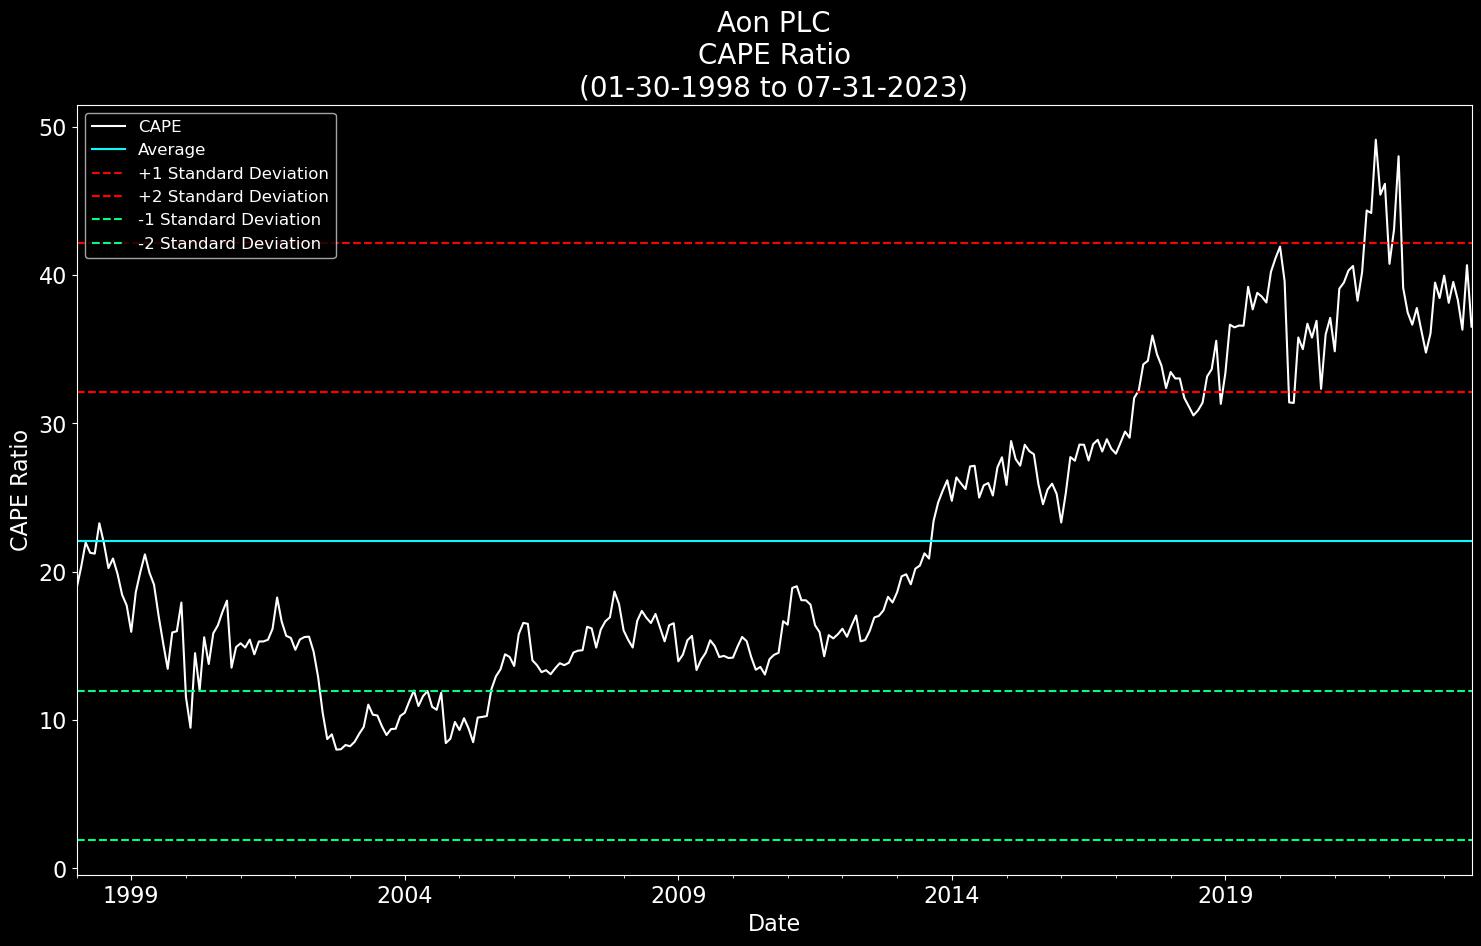 Aon PLC
CAPE Ratio
(01-30-1998 to 07-31-2023)
CAPE
Average
+1 Standard Deviation
+2 Standard Deviation
-1 Standard Deviation
-2 Standard Deviation
50
40
30
20
10
0
CAPE Ratio
1999
2004
2009
2014
2019
Date